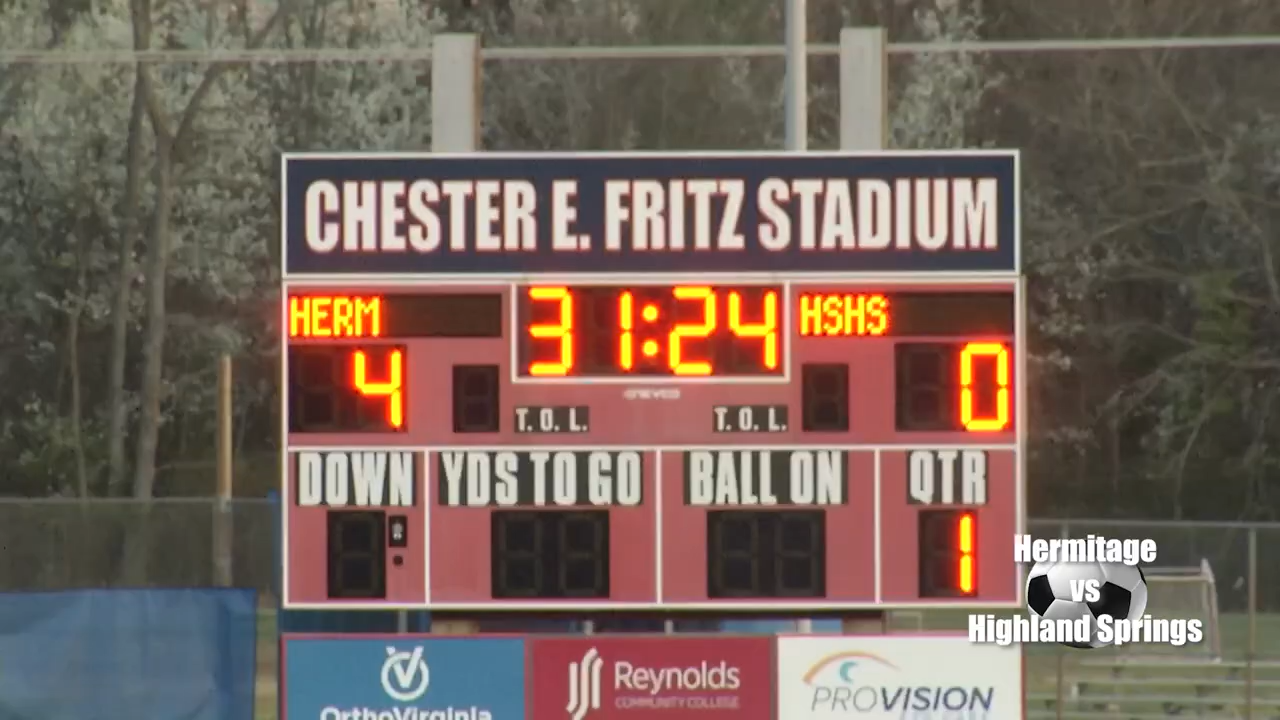 CHESTER E. FRITZ STADIUM
HERM 31:24 HSHS
4 0
T. O. L. T. O. L.
DOWN YDS TO GO BALL ON QTR
1
Hermitage
vs
Highland Springs
OrthoVirginia
Reynolds
COMMUNITY COLLEGE
PROVISION